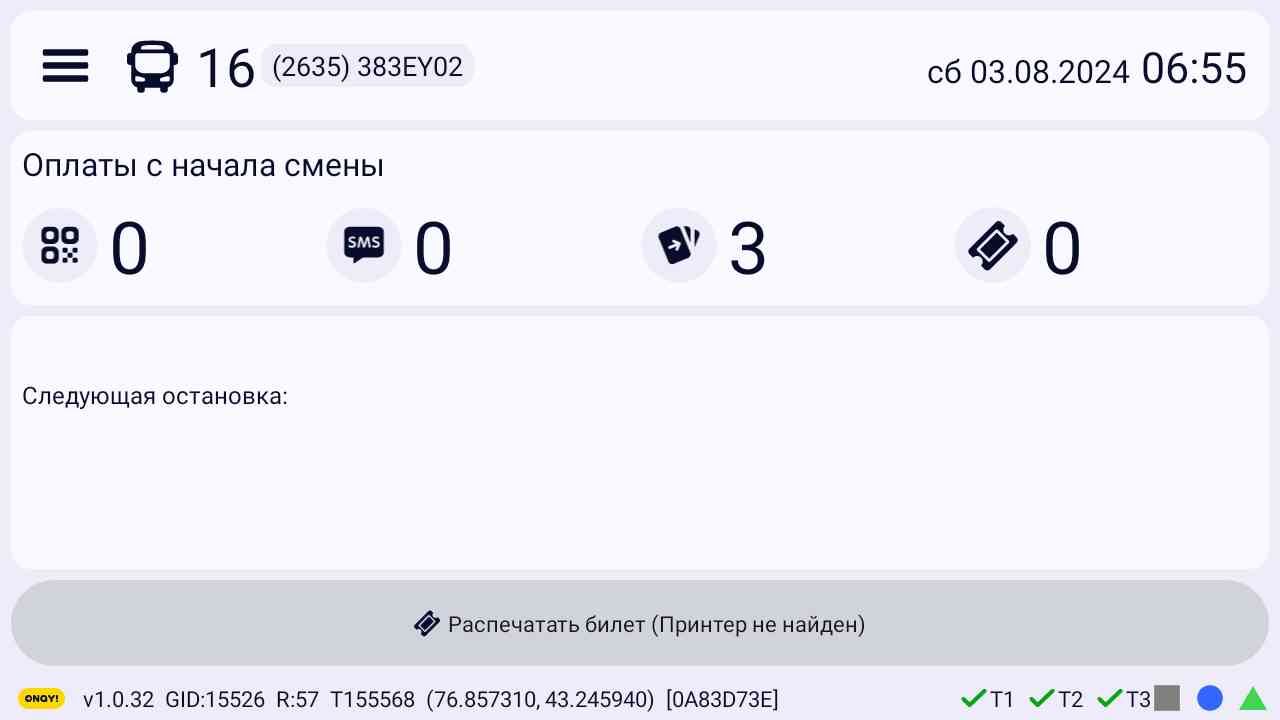 16 (2635) 383EY02 сб 03.08.2024 06:55
Оплаты с начала смены
0 SMS 0 3 0
Следующая остановка:
Распечатать билет (Принтер не найден)
ONAY! v1.0.32 GID:15526 R:57 T155568 (76.857310, 43.245940) [0A83D73E] T1 T2 T3